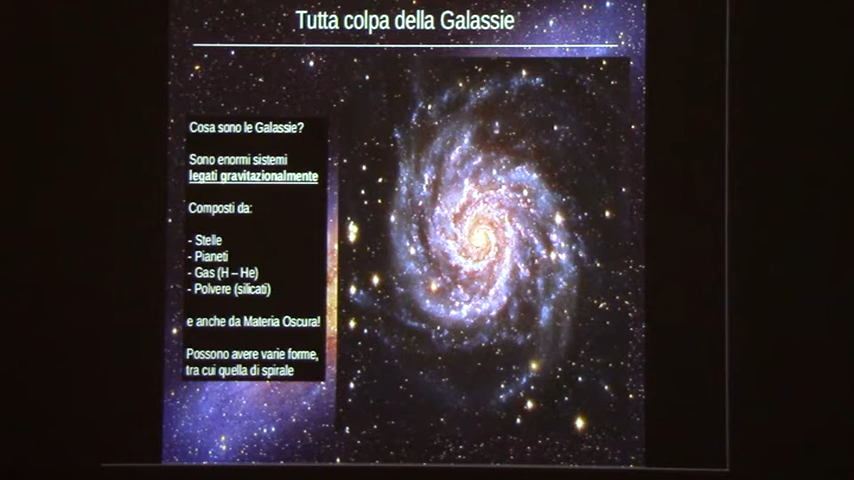 Tutta colpa della Galassie
Cosa sono le Galassie?
Sono enormi sistemi
legati gravitazionalmente
Composti da:
- Stelle
- Pianeti
- Gas (H – He)
- Polvere (silicati)
e anche da Materia Oscura!
Possono avere varie forme,
tra cui quella di spirale